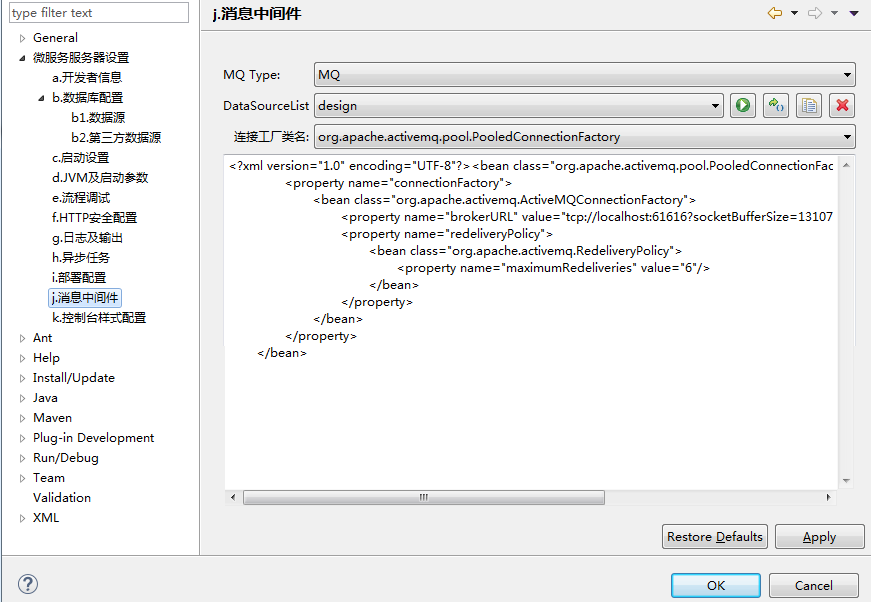 type filter text
General
微服务服务器设置
a.开发者信息
b.数据库配置
b1.数据源
b2.第三方数据源
c.启动设置
d.JVM及启动参数
e.流程调试
f.HTTP安全配置
g.日志及输出
h.异步任务
i.部署配置
j.消息中间件
k.控制台样式配置
Ant
Help
Install/Update
Java
Maven
Plug-in Development
Run/Debug
Team
Validation
XML
j.消息中间件
MQ Type: MQ
DataSourceList design
连接工厂类名: org.apache.activemq.pool.PooledConnectionFactory
<?xml version="1.0" encoding="UTF-8"?><bean class="org.apache.activemq.pool.PooledConnectionFac
<property name="connectionFactory">
<bean class="org.apache.activemq.ActiveMQConnectionFactory">
<property name="brokerURL" value="tcp://localhost:61616?socketBufferSize=13107
<property name="redeliveryPolicy">
<bean class="org.apache.activemq.RedeliveryPolicy">
<property name="maximumRedeliveries" value="6"/>
</bean>
</property>
</bean>
</property>
</bean>
Restore Defaults Apply
OK Cancel